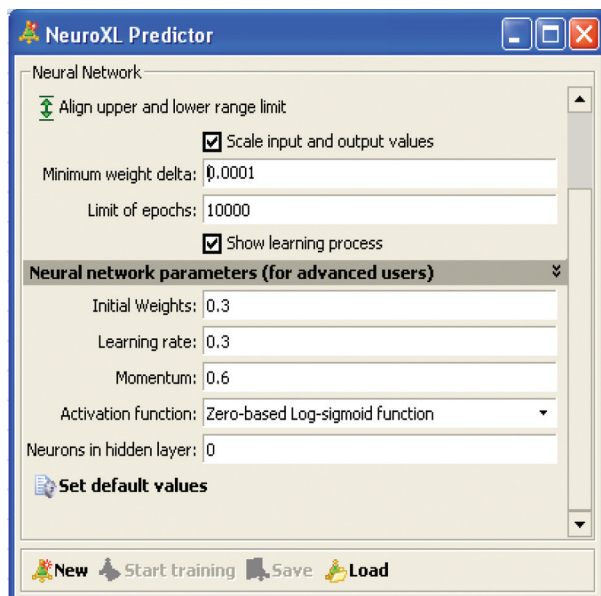 NeuroXL Predictor
Neural Network
Align upper and lower range limit
Scale input and output values
Minimum weight delta: 0.0001
Limit of epochs: 10000
Show learning process
Neural network parameters (for advanced users)
Initial Weights: 0.3
Learning rate: 0.3
Momentum: 0.6
Activation function: Zero-based Log-sigmoid function
Neurons in hidden layer: 0
Set default values
New Start training Save Load